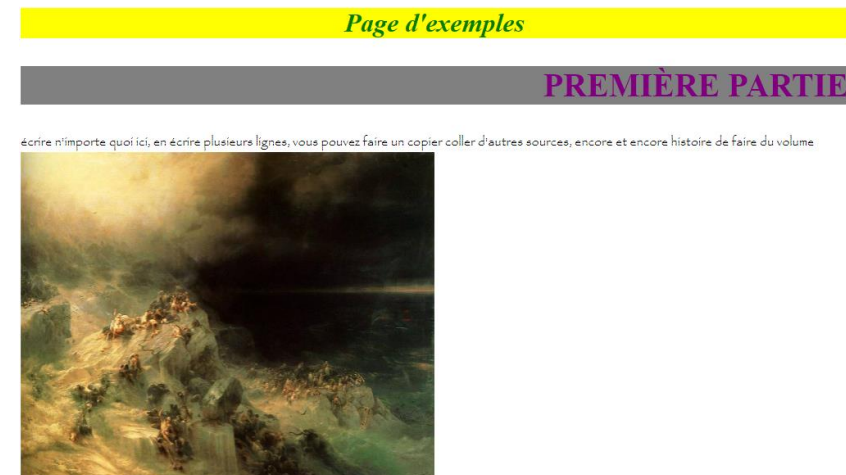 Page d'exemples
PREMIÈRE PARTIE
écrire n'importe quoi ici, en écrire plusieurs lignes, vous pouvez faire un copier coller d'autres sources, encore et encore histoire de faire du volume